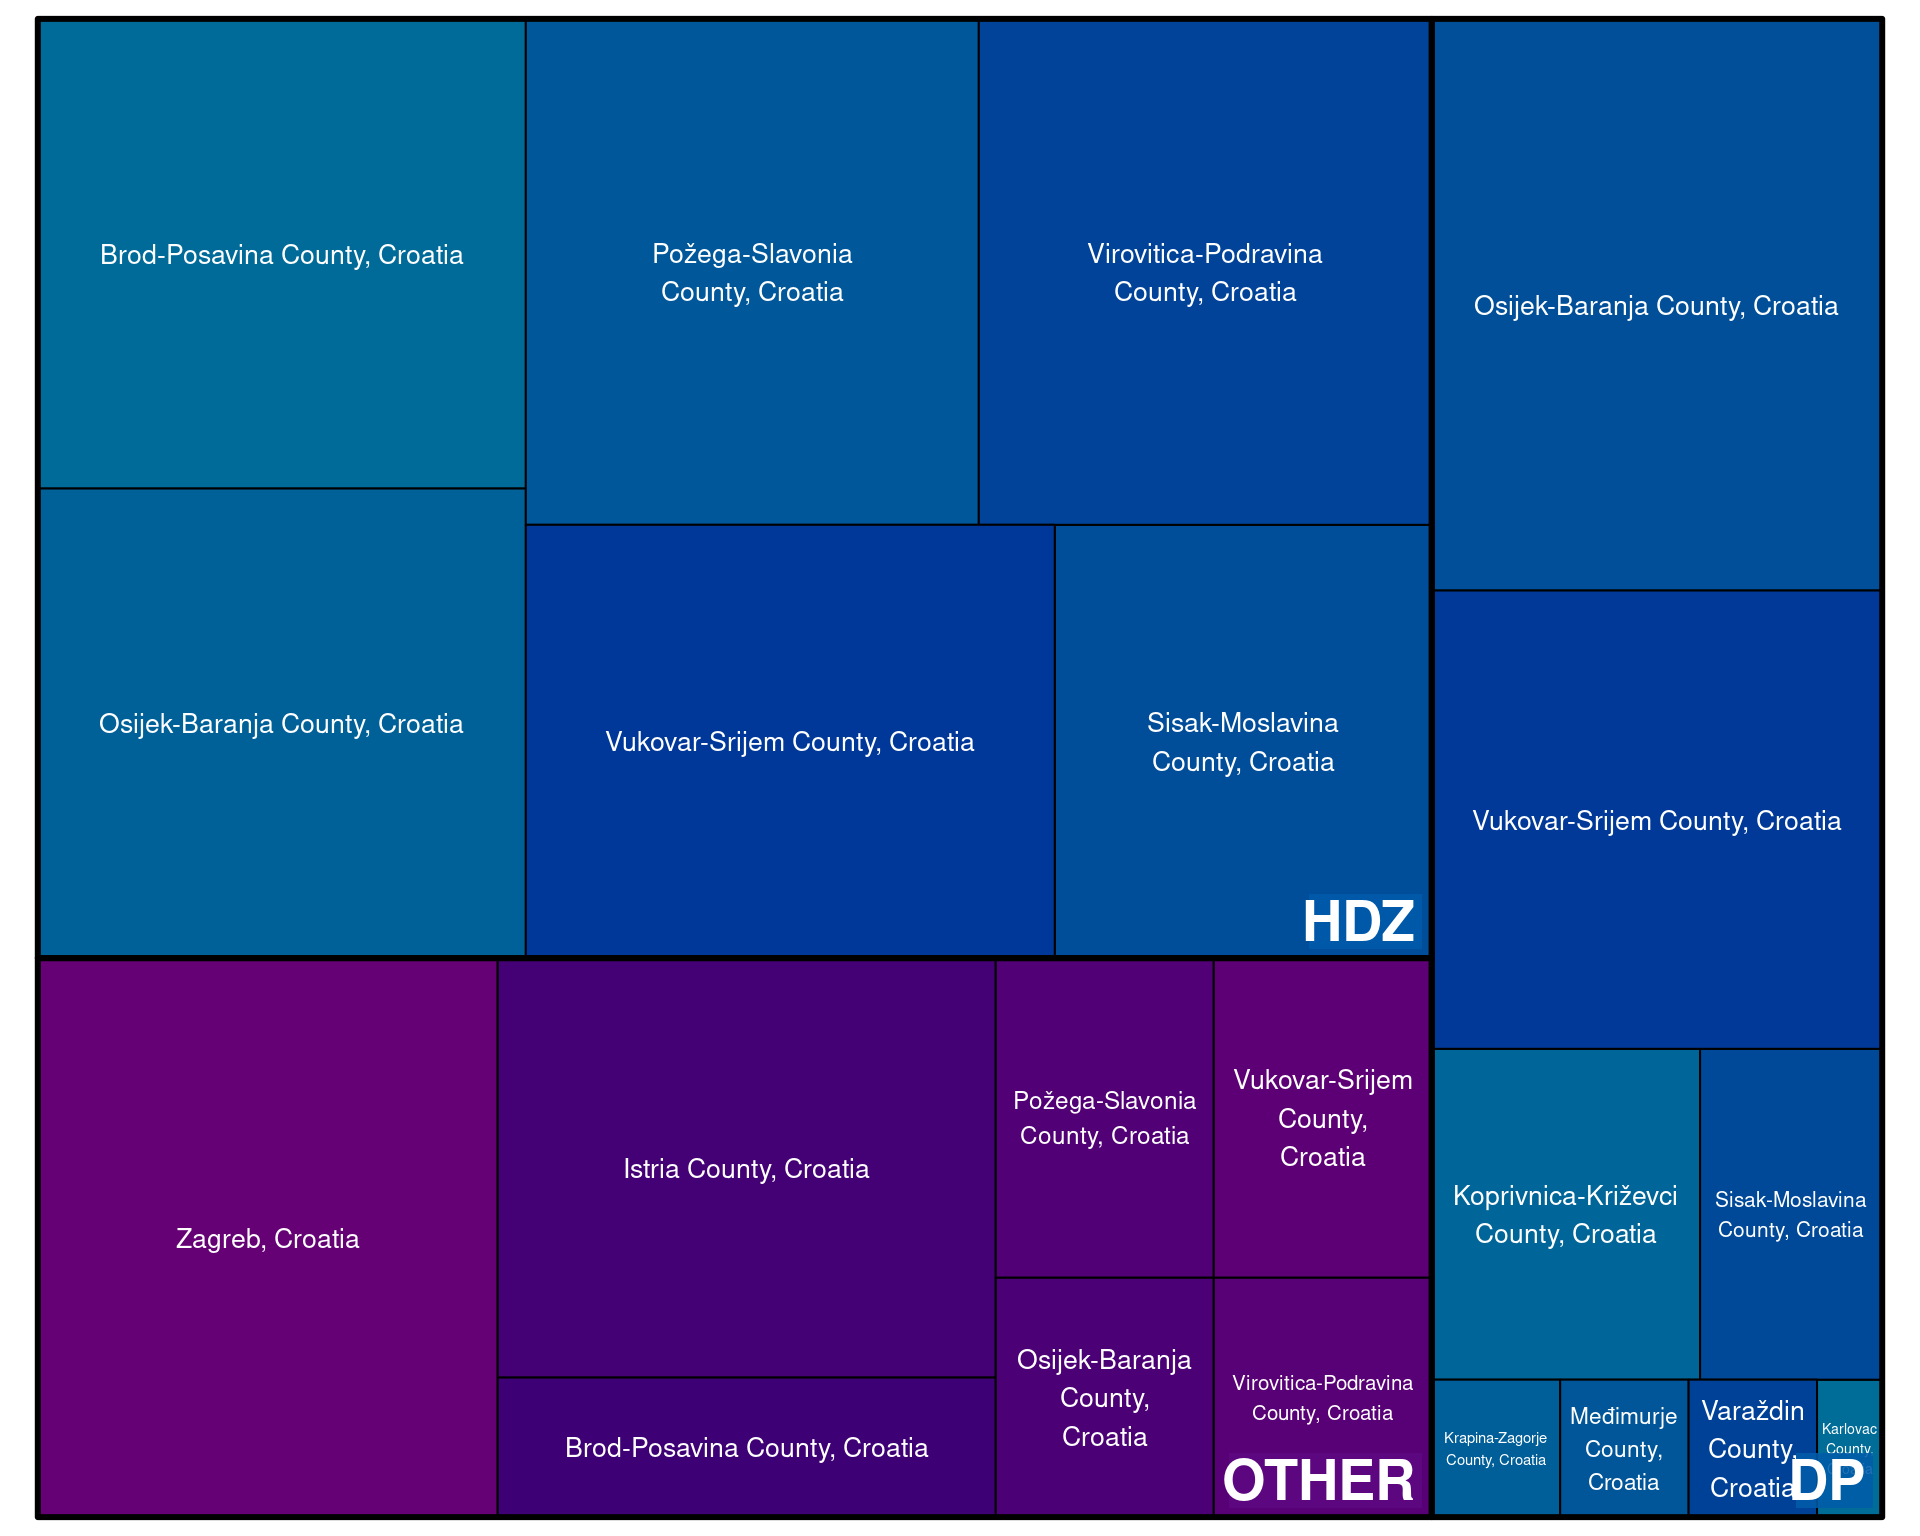 Brod-Posavina County, Croatia
Požega-Slavonia
County, Croatia
Virovitica-Podravina
County, Croatia
Osijek-Baranja County, Croatia
Osijek-Baranja County, Croatia
Vukovar-Srijem County, Croatia
Sisak-Moslavina
County, Croatia
HDZ
Vukovar-Srijem County, Croatia
Zagreb, Croatia
Istria County, Croatia
Brod-Posavina County, Croatia
Požega-Slavonia
County, Croatia
Vukovar-Srijem
County,
Croatia
Osijek-Baranja
County,
Croatia
Virovitica-Podravina
County, Croatia
OTHER
Koprivnica-Križevci
County, Croatia
Sisak-Moslavina
County, Croatia
Krapina-Zagorje
County, Croatia
Međimurje
County,
Croatia
Varaždin
County,
Croatia
Karlovac
County,
DP